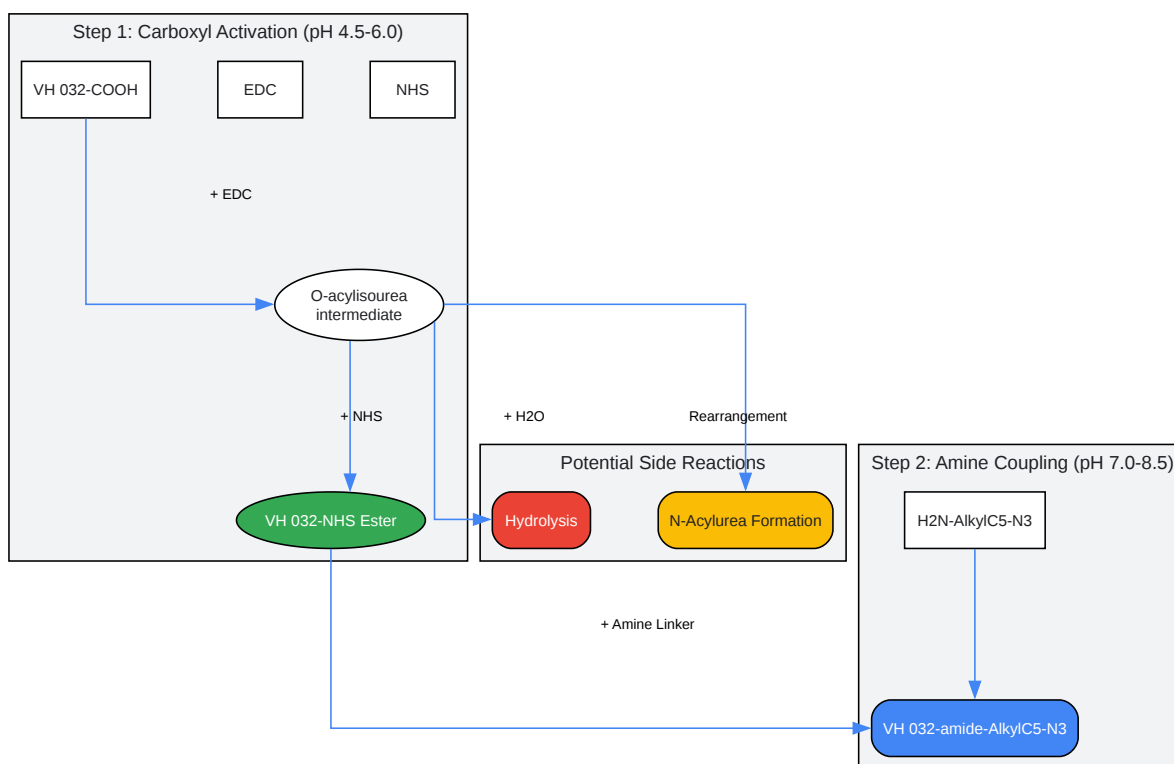 Step 1: Carboxyl Activation (pH 4.5-6.0)
VH 032-COOH
EDC
NHS
+ EDC
O-acylisourea
intermediate
+ NHS
+ H2O
Rearrangement
Potential Side Reactions
Step 2: Amine Coupling (pH 7.0-8.5)
VH 032-NHS Ester
Hydrolysis
N-Acylurea Formation
H2N-AlkylC5-N3
+ Amine Linker
VH 032-amide-AlkylC5-N3